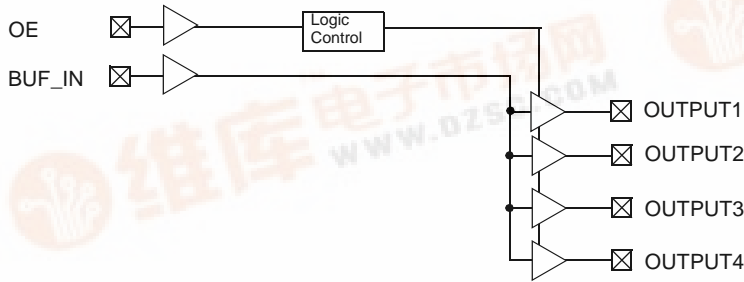 OE
Logic
Control
BUF_IN
OUTPUT1
OUTPUT2
OUTPUT3
OUTPUT4
维库电子市场网
WWW.DZSC.COM